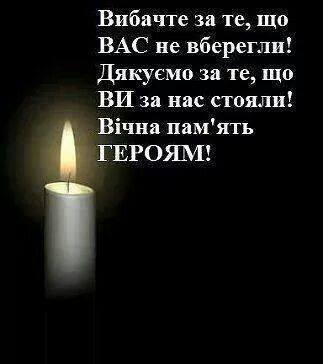 Вибачте за те, що
ВАС не вберегли!
Дякуємо за те, що
ВИ за нас стояли!
Вічна пам'ять
ГЕРОЯМ!